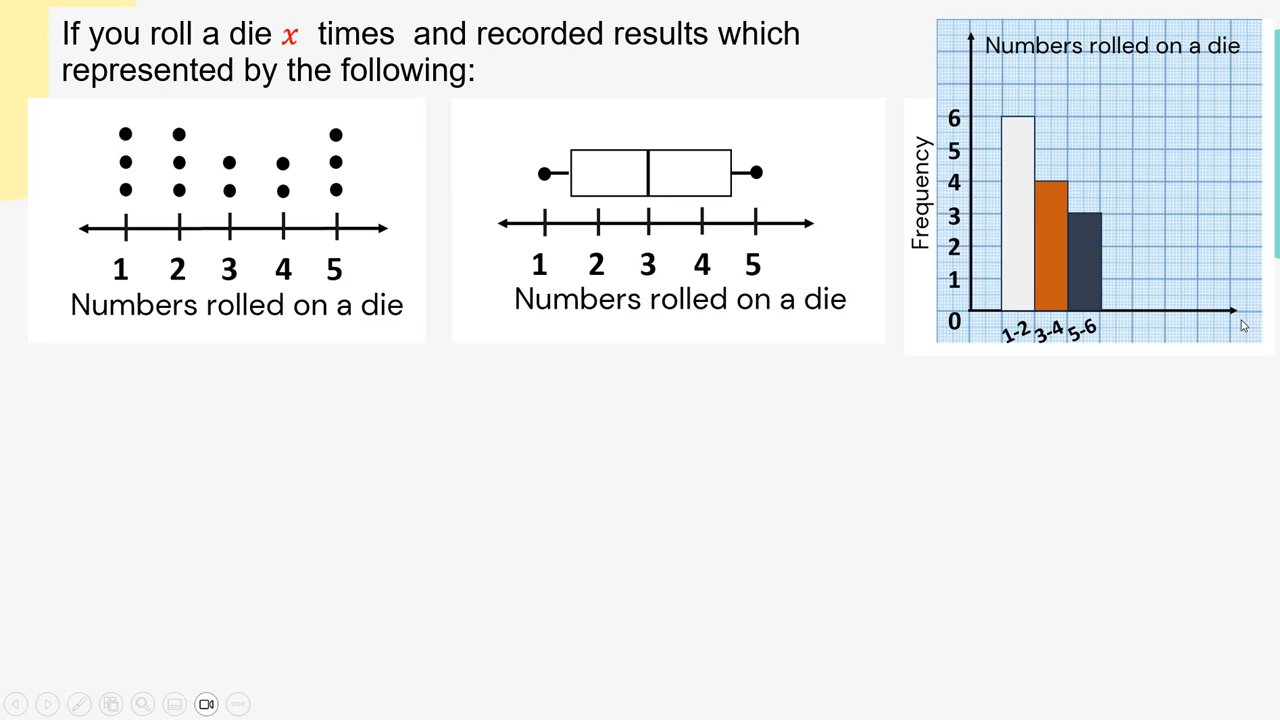 If you roll a die x times and recorded results which
represented by the following:
1 2 3 4 5
Numbers rolled on a die
1 2 3 4 5
Numbers rolled on a die
Numbers rolled on a die
Frequency
6
5
4
3
2
1
0
1-2 3-4 5-6